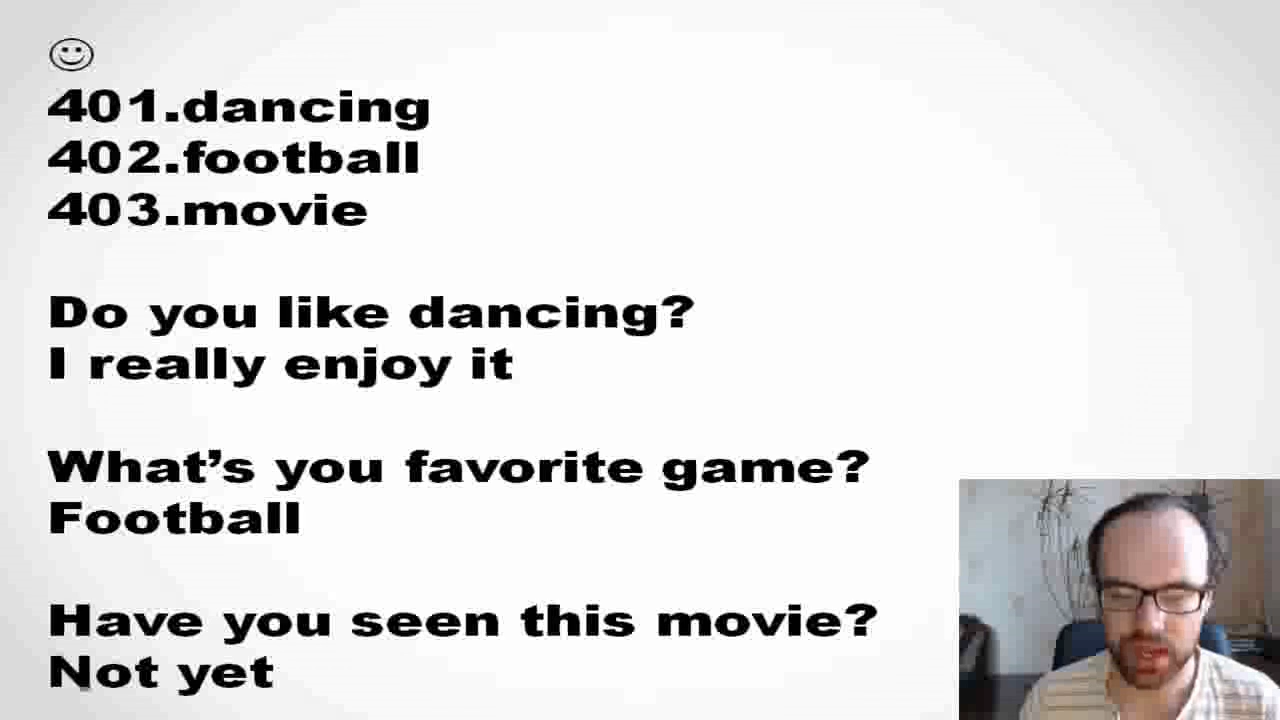 401.dancing
402.football
403.movie
Do you like dancing?
I really enjoy it
What's you favorite game?
Football
Have you seen this movie?
Not yet